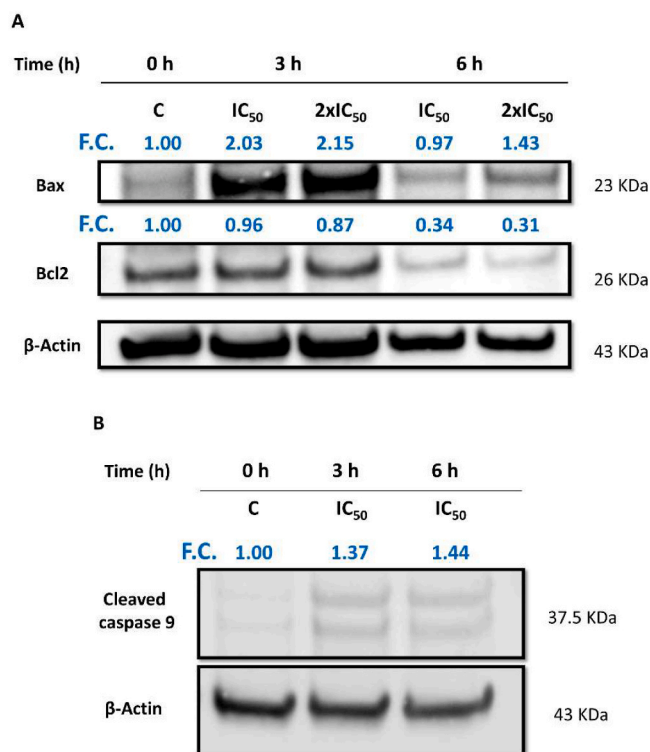 A
Time (h) 0 h 3 h 6 h
C IC₅₀ 2xIC₅₀ IC₅₀ 2xIC₅₀
F.C. 1.00 2.03 2.15 0.97 1.43
Bax 23 KDa
F.C. 1.00 0.96 0.87 0.34 0.31
Bcl2 26 KDa
β-Actin 43 KDa
B
Time (h) 0 h 3 h 6 h
C IC₅₀ IC₅₀
F.C. 1.00 1.37 1.44
Cleaved
caspase 9 37.5 KDa
β-Actin 43 KDa